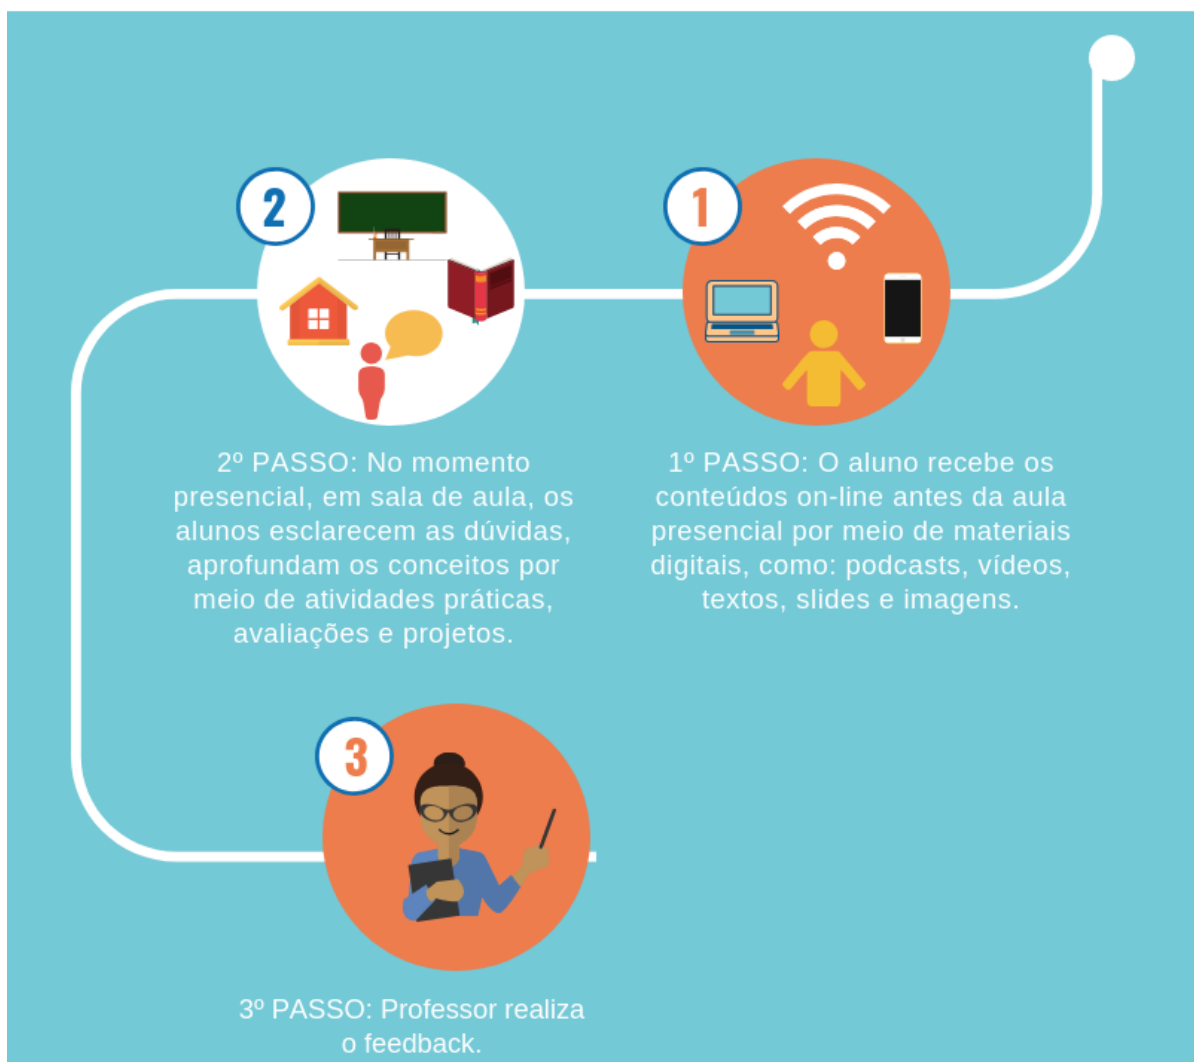 1
1º PASSO: O aluno recebe os
conteúdos on-line antes da aula
presencial por meio de materiais
digitais, como: podcasts, vídeos,
textos, slides e imagens.
2
2º PASSO: No momento
presencial, em sala de aula, os
alunos esclarecem as dúvidas,
aprofundam os conceitos por
meio de atividades práticas,
avaliações e projetos.
3
3º PASSO: Professor realiza
o feedback.